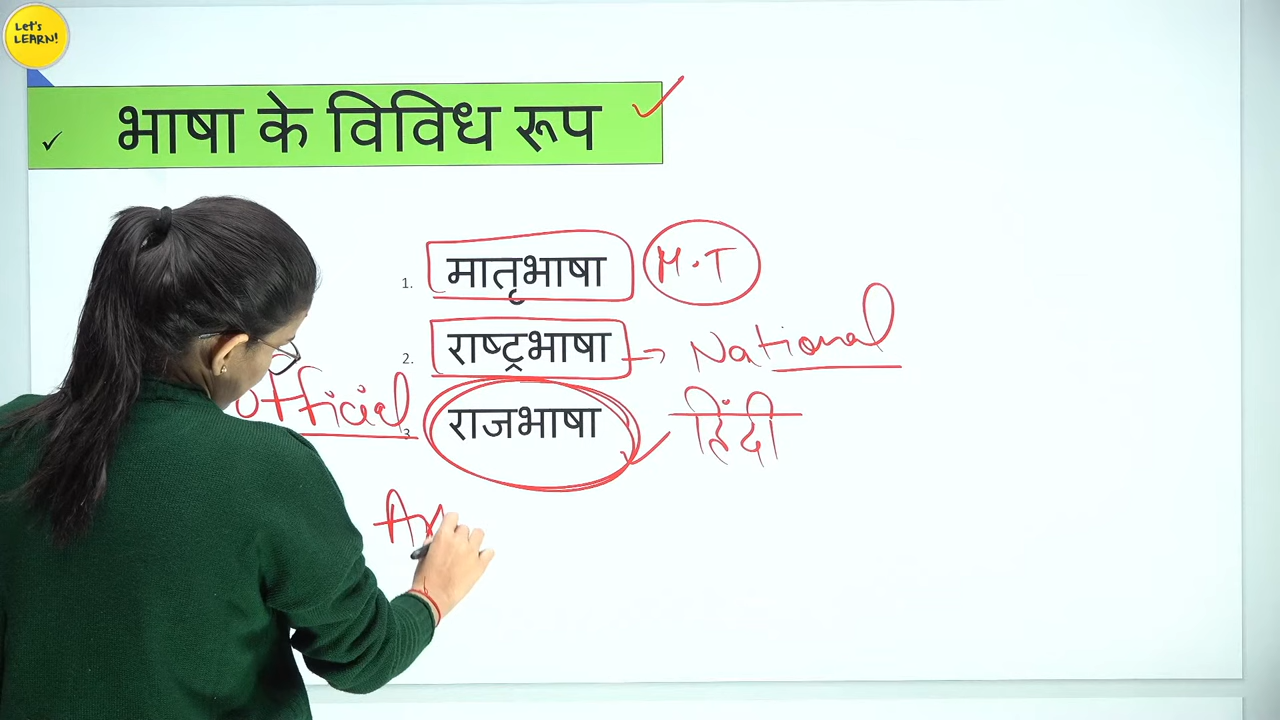 Let's
LEARN!
भाषा के विविध रूप
1. मातृभाषा M.T
2. राष्ट्रभाषा → National
official 3. राजभाषा हिंदी